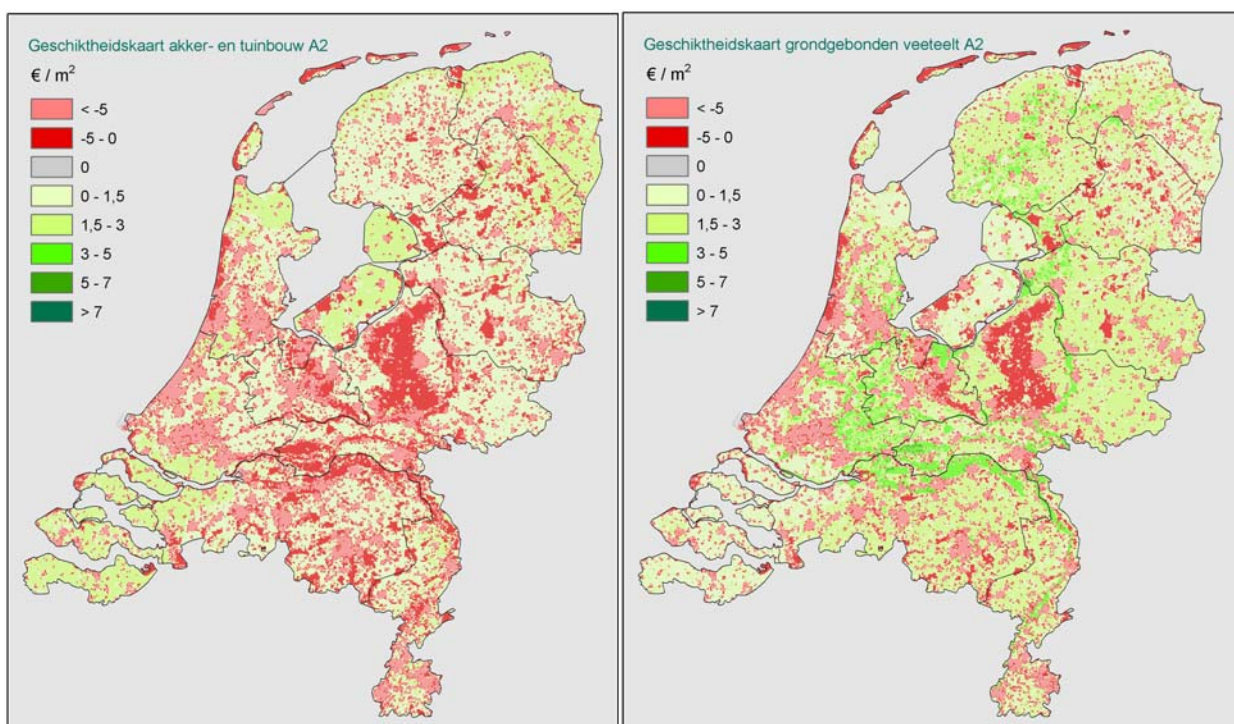 Geschiktheidskaart akker- en tuinbouw A2
€ / m²
< -5
-5 - 0
0
0 - 1,5
1,5 - 3
3 - 5
5 - 7
> 7
Geschiktheidskaart grondgebonden veeteelt A2
€ / m²
< -5
-5 - 0
0
0 - 1,5
1,5 - 3
3 - 5
5 - 7
> 7